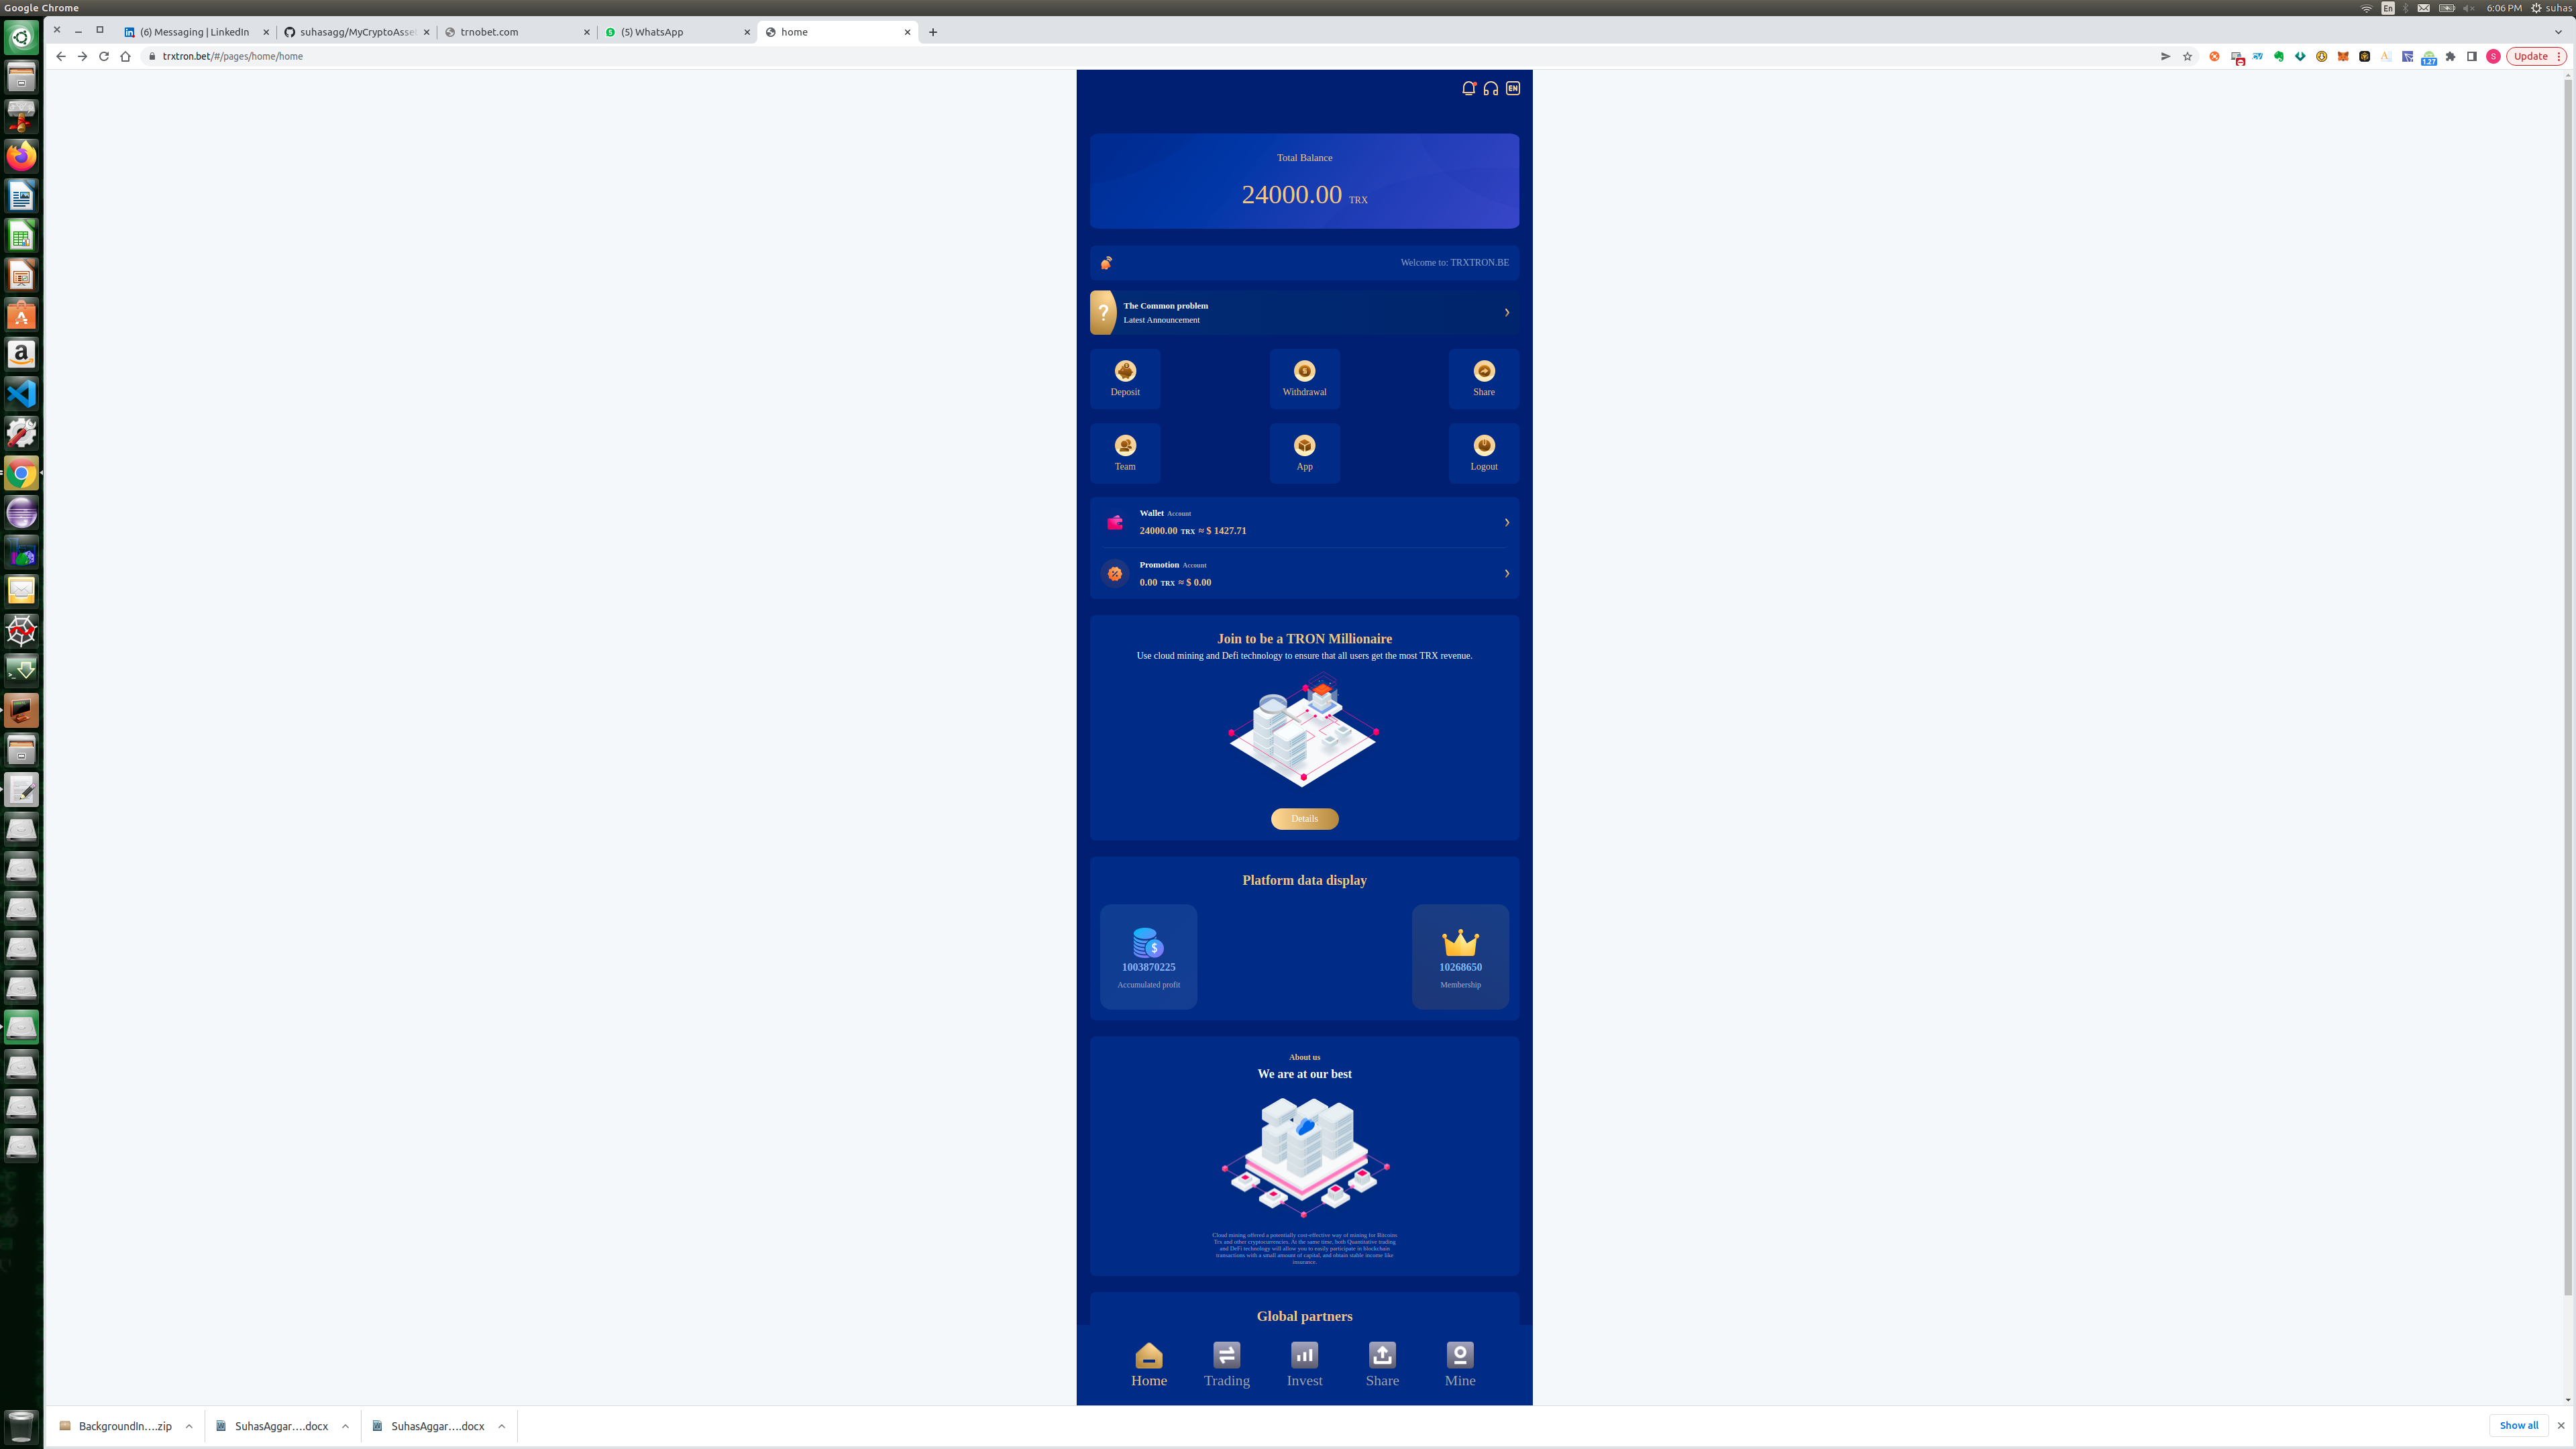 Google Chrome
En
6:06 PM
suhas
(6) Messaging | LinkedIn
suhasagg/MyCryptoAsse
trnobet.com
(5) WhatsApp
home
trxtron.bet/#/pages/home/home
1.27
S
Update
EN
Total Balance
24000.00 TRX
Welcome to: TRXTRON.BE
The Common problem
Latest Announcement
Deposit
Withdrawal
Share
Team
App
Logout
Wallet Account
24000.00 TRX ≈ $ 1427.71
Promotion Account
0.00 TRX ≈ $ 0.00
Join to be a TRON Millionaire
Use cloud mining and Defi technology to ensure that all users get the most TRX revenue.
Details
Platform data display
1003870225
10268650
Accumulated profit
Membership
About us
We are at our best
Cloud mining offered a potentially cost-effective way of mining for Bitcoins
Trx and other cryptocurrencies. At the same time, both Quantitative trading
and DeFi technology will allow you to easily participate in blockchain
transactions with a small amount of capital, and obtain stable income like
insurance.
Global partners
Home
Trading
Invest
Share
Mine
BackgroundIn....zip
SuhasAggar....docx
SuhasAggar....docx
Show all